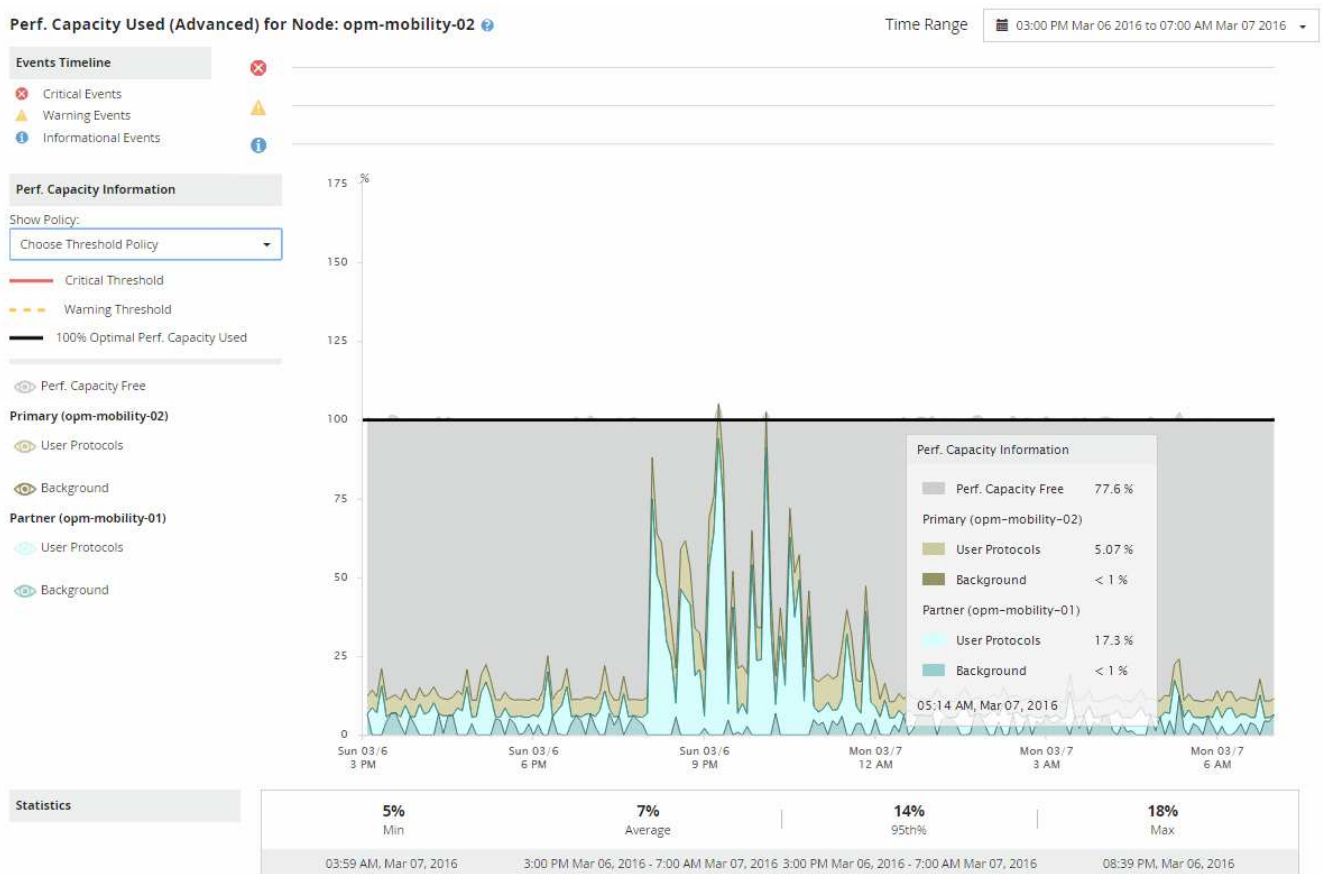 Perf. Capacity Used (Advanced) for Node: opm-mobility-02 ?
Time Range 03:00 PM Mar 06 2016 to 07:00 AM Mar 07 2016
Events Timeline
Critical Events
Warning Events
Informational Events
Perf. Capacity Information
Show Policy:
Choose Threshold Policy
Critical Threshold
Warning Threshold
100% Optimal Perf. Capacity Used
Perf. Capacity Free
Primary (opm-mobility-02)
User Protocols
Background
Partner (opm-mobility-01)
User Protocols
Background
175 %
150
125
100
75
50
25
0
Sun 03/6 Sun 03/6 Sun 03/6 Mon 03/7 Mon 03/7 Mon 03/7
3 PM 6 PM 9 PM 12 AM 3 AM 6 AM
Perf. Capacity Information
Perf. Capacity Free 77.6 %
Primary (opm-mobility-02)
User Protocols 5.07 %
Background < 1 %
Partner (opm-mobility-01)
User Protocols 17.3 %
Background < 1 %
05:14 AM, Mar 07, 2016
Statistics
5% 7% 14% 18%
Min Average 95th% Max
03:59 AM, Mar 07, 2016 3:00 PM Mar 06, 2016 - 7:00 AM Mar 07, 2016 3:00 PM Mar 06, 2016 - 7:00 AM Mar 07, 2016 08:39 PM, Mar 06, 2016